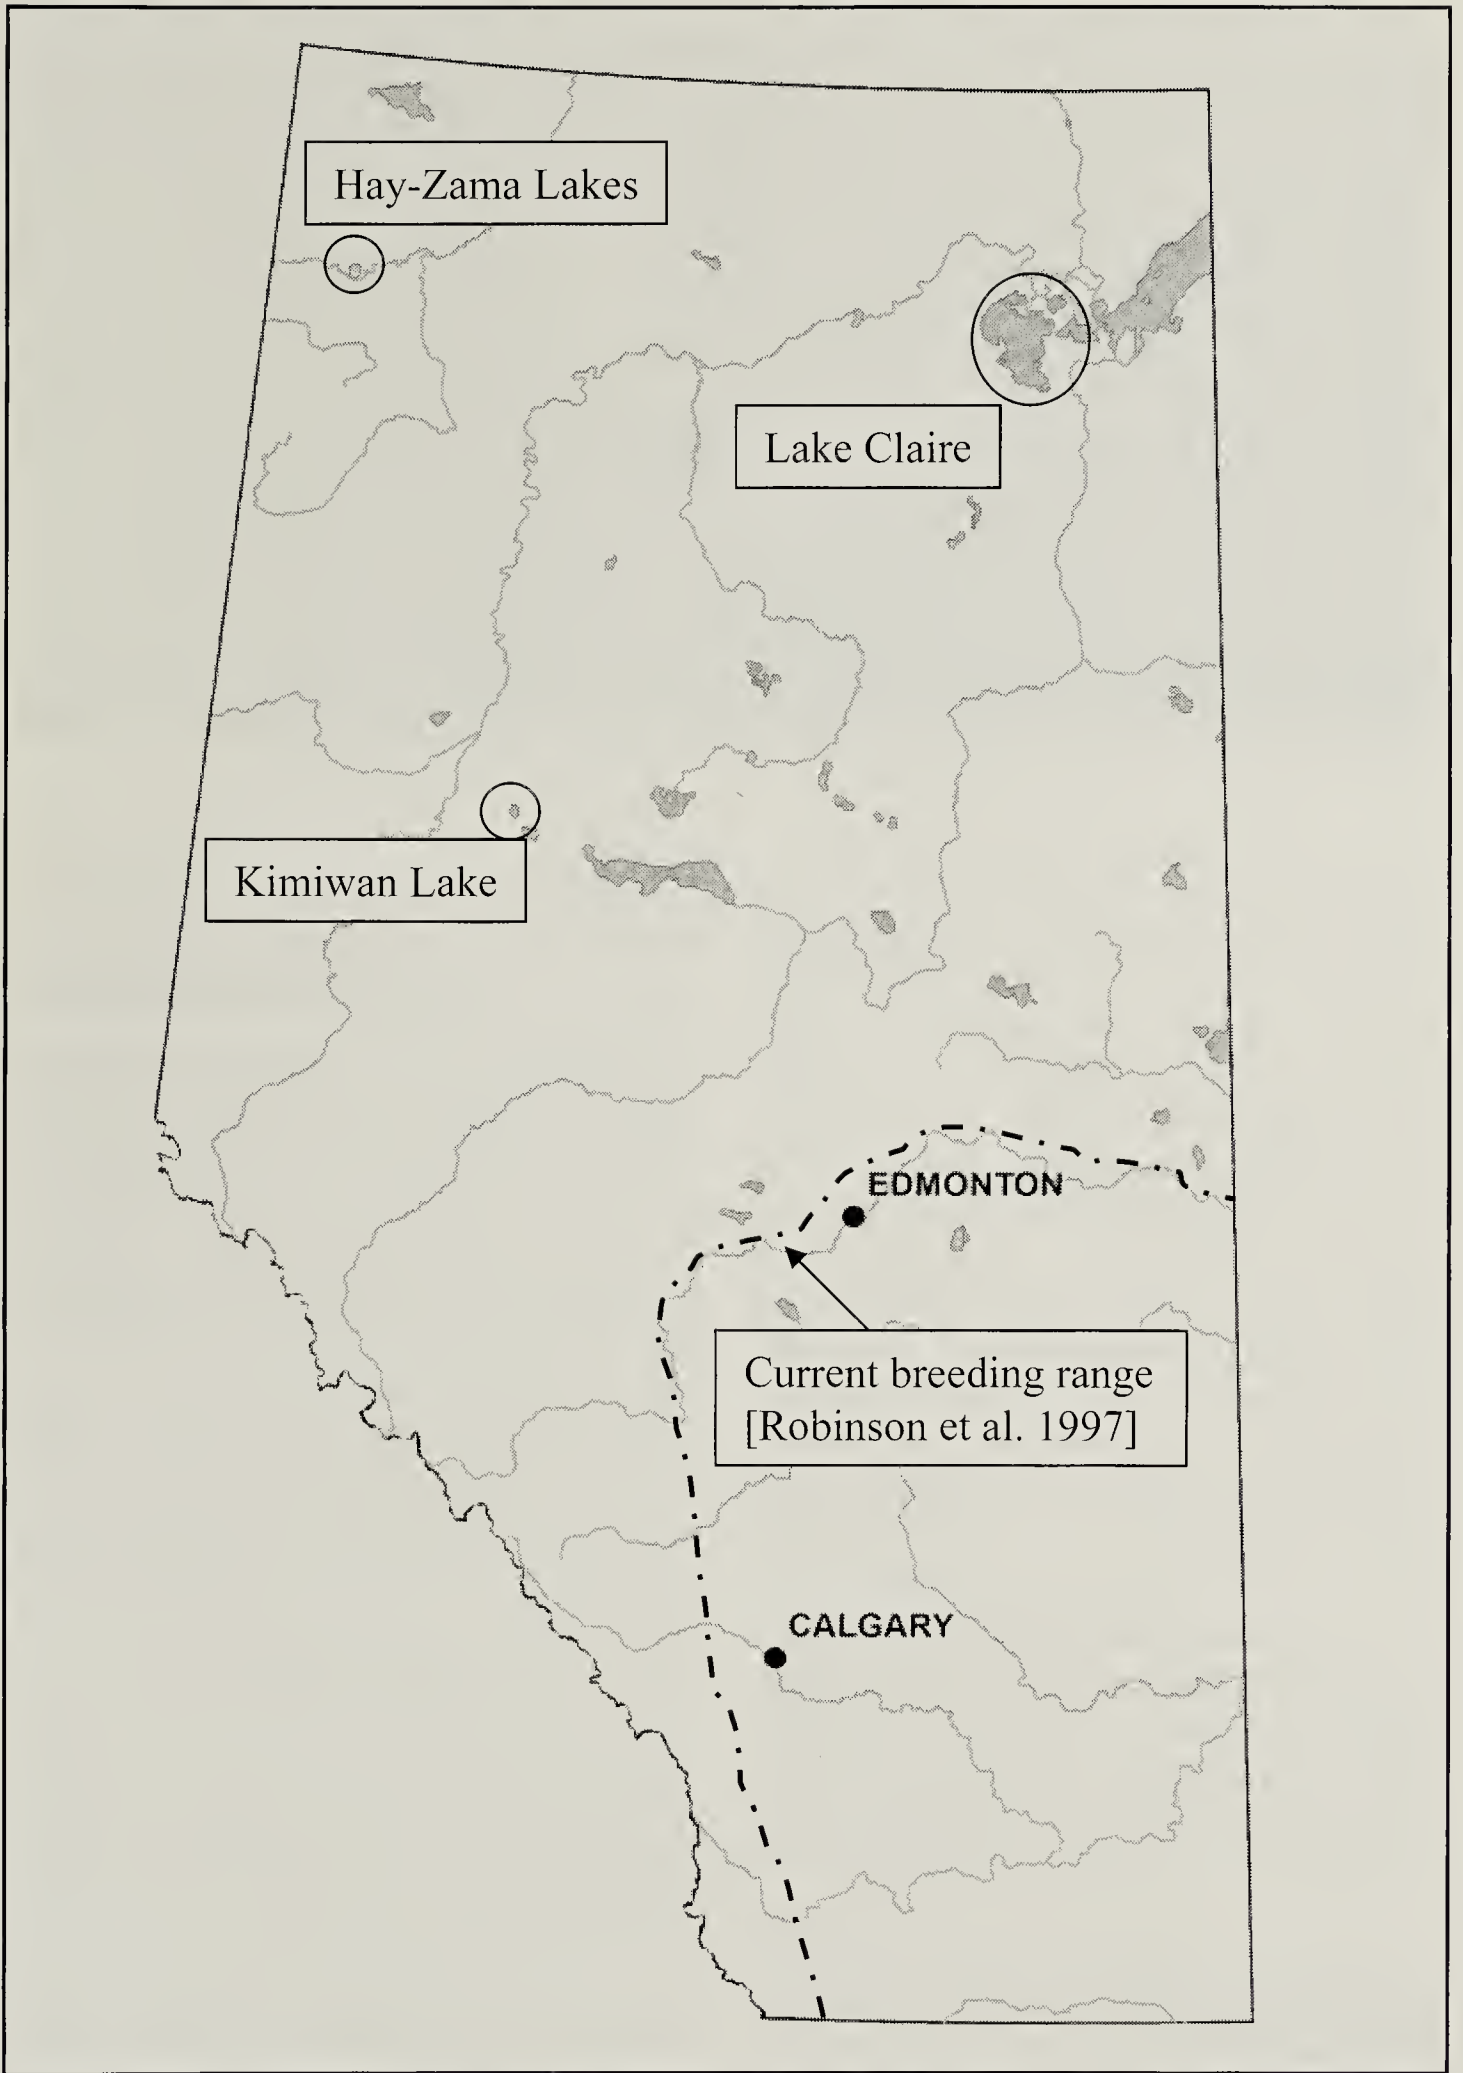 Hay-Zama Lakes
Lake Claire
Kimiwan Lake
EDMONTON
Current breeding range
[Robinson et al. 1997]
CALGARY